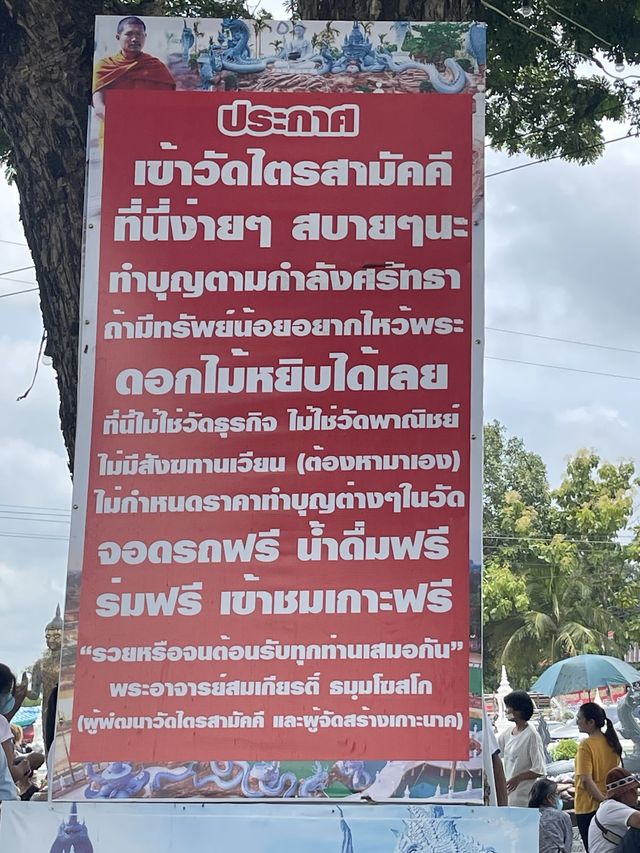 ประกาศ
เข้าวัดไตรสามัคคี
ที่นี่ง่ายๆ สบายๆนะ
ทำบุญตามกำลังศรัทธา
ถ้ามีทรัพย์น้อยอยากไหว้พระ
ดอกไม้หยิบได้เลย
ที่นี่ไม่ใช่วัดธุรกิจ ไม่ใช่วัดพาณิชย์
ไม่มีสังฆทานเวียน (ต้องหามาเอง)
ไม่กำหนดราคาทำบุญต่างๆในวัด
จอดรถฟรี น้ำดื่มฟรี
ร่มฟรี เข้าชมเกาะฟรี
“รวยหรือจนต้อนรับทุกท่านเสมอกัน”
พระอาจารย์สมเกียรติ์ ธมฺมโฆสโก
(ผู้พัฒนาวัดไตรสามัคคี และผู้จัดสร้างเกาะนาค)